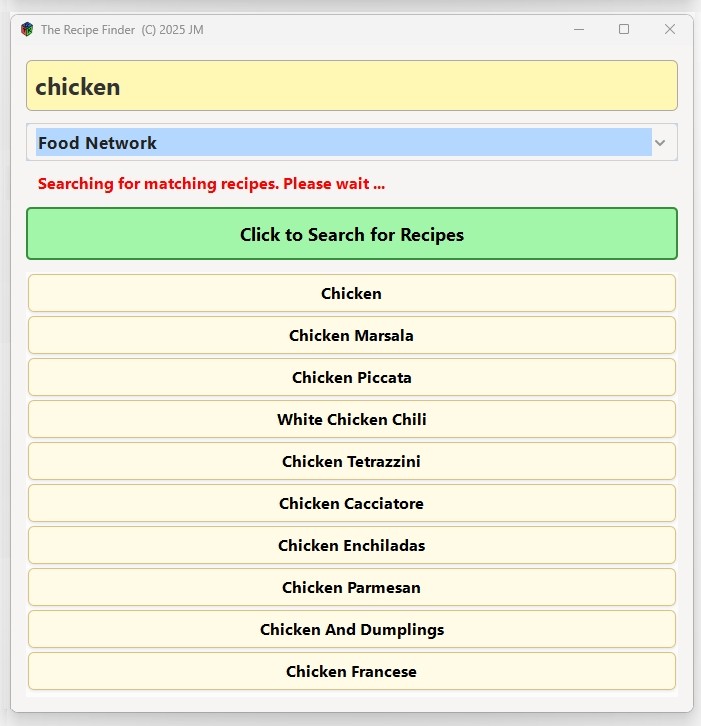 The Recipe Finder (C) 2025 JM
chicken
Food Network
Searching for matching recipes. Please wait ...
Click to Search for Recipes
Chicken
Chicken Marsala
Chicken Piccata
White Chicken Chili
Chicken Tetrazzini
Chicken Cacciatore
Chicken Enchiladas
Chicken Parmesan
Chicken And Dumplings
Chicken Francese